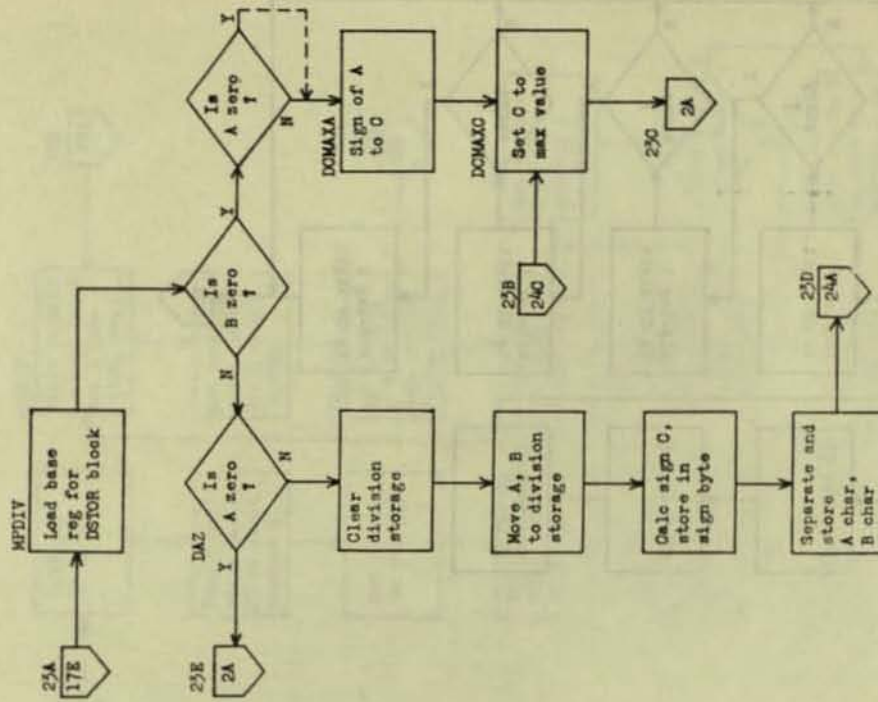 23A
17E
MPDIV
Load base
reg for
DSTOR block
23E
2A
Y
DAZ
Is
A zero
?
N
N
Is
B zero
?
Y
Is
A zero
?
Y
N
Clear
division
storage
DCMAXA
Sign of A
to C
Move A, B
to division
storage
23B
24C
DCMAXC
Set C to
max value
Calc sign C,
store in
sign byte
23C
2A
Separate and
store
A char,
B char
23D
24A